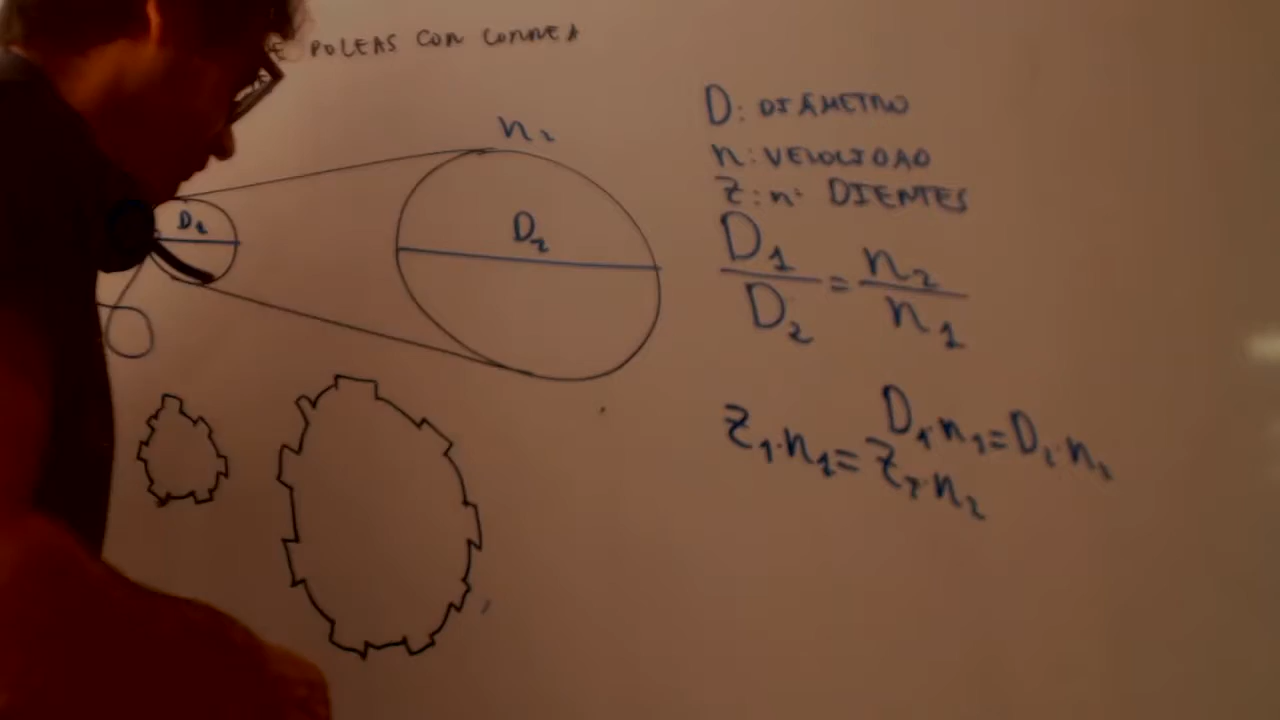 E POLEAS CON CORREA
n₂
D₁
D₂
D: DIÁMETRO
n: VELOCIDAD
Z: nº DIENTES
D₁/D₂ = n₂/n₁
D₁·n₁ = D₂·n₂
Z₁·n₁ = Z₂·n₂